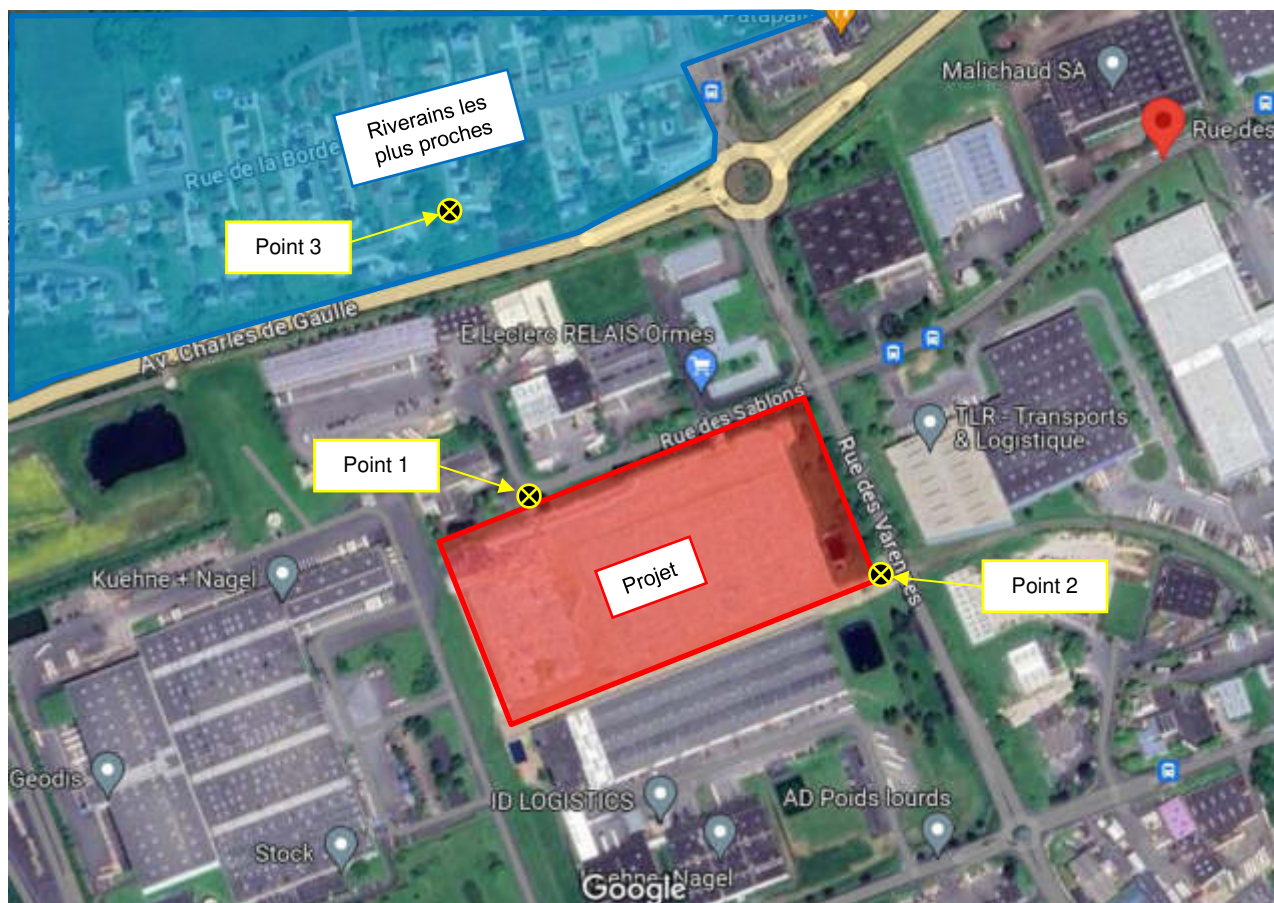 Malichaud SA
Riverains les
plus proches
Rue des
Rue de la Borde
Point 3
Av. Charles de Gaulle
E.Leclerc RELAIS Ormes
Rue des Sablons
TLR - Transports
& Logistique
Point 1
Rue des Varennes
Kuehne + Nagel
Projet
Point 2
Geodis
ID LOGISTICS
AD Poids lourds
Stock
Nagel
Google